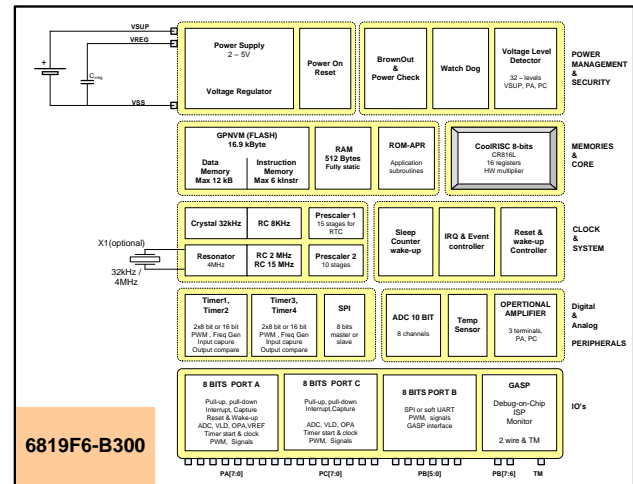 VSUP
VREG
VSS
+
Power Supply
2 – 5V
Voltage Regulator
Power On
Reset
BrownOut
&
Power Check
Watch Dog
Voltage Level
Detector
32 – levels
VSUP, PA, PC
POWER
MANAGEMENT
&
SECURITY
GPNVM (FLASH)
16.9 kByte
Data
Memory
Max 12 kB
Instruction
Memory
Max 6 kInstr
RAM
512 Bytes
Fully static
ROM-APR
Application
subroutines
CoolRISC 8-bits
CR816L
16 registers
HW multiplier
MEMORIES
&
CORE
Crystal 32kHz
RC 8KHz
Prescaler 1
15 stages for
RTC
Resonator
4MHz
RC 2 MHz
RC 15 MHz
Prescaler 2
10 stages
Sleep
Counter
wake-up
IRQ & Event
controller
Reset &
wake-up
Controller
CLOCK
&
SYSTEM
X1(optional)
32kHz /
4MHz
Timer1,
Timer2
2x8 bit or 16 bit
PWM , Freq Gen
Input capure
Output compare
Timer3,
Timer4
2x8 bit or 16 bit
PWM , Freq Gen
Input capure
Output compare
SPI
8 bits
master or
slave
ADC 10 BIT
8 channels
Temp
Sensor
OPERTIONAL
AMPLIFIER
3 terminals,
PA, PC
Digital
&
Analog
PERIPHERALS
8 BITS PORT A
Pull-up, pull-down
Interrupt, Capture
Reset & Wake-up
ADC, VLD, OPA,VREF
Timer start & clock
PWM, Signals
8 BITS PORT C
Pull-up, pull-down
Interrupt,Capture
ADC, VLD, OPA
Timer start & clock
PWM, Signals
8 BITS PORT B
SPI or soft UART
PWM, signals
GASP interface
GASP
Debug-on-Chip
ISP
Monitor
2 wire & TM
IO's
6819F6-B300
PA[7:0]
PC[7:0]
PB[5:0]
PB[7:6]
TM